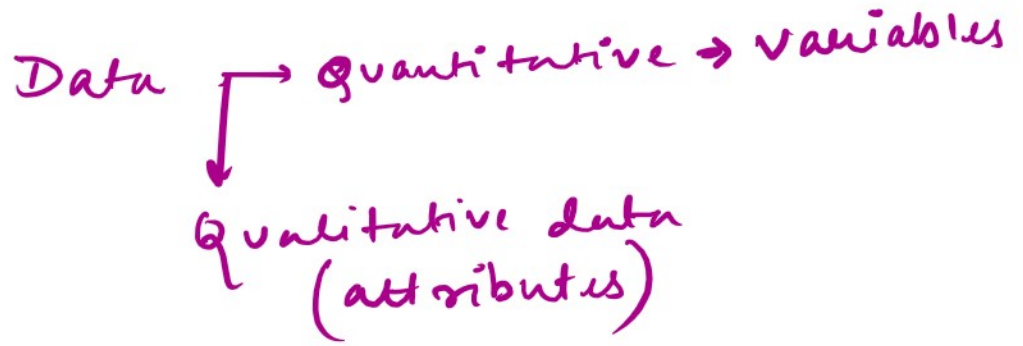 Data → Quantitative → variables
Qualitative data
(attributes)